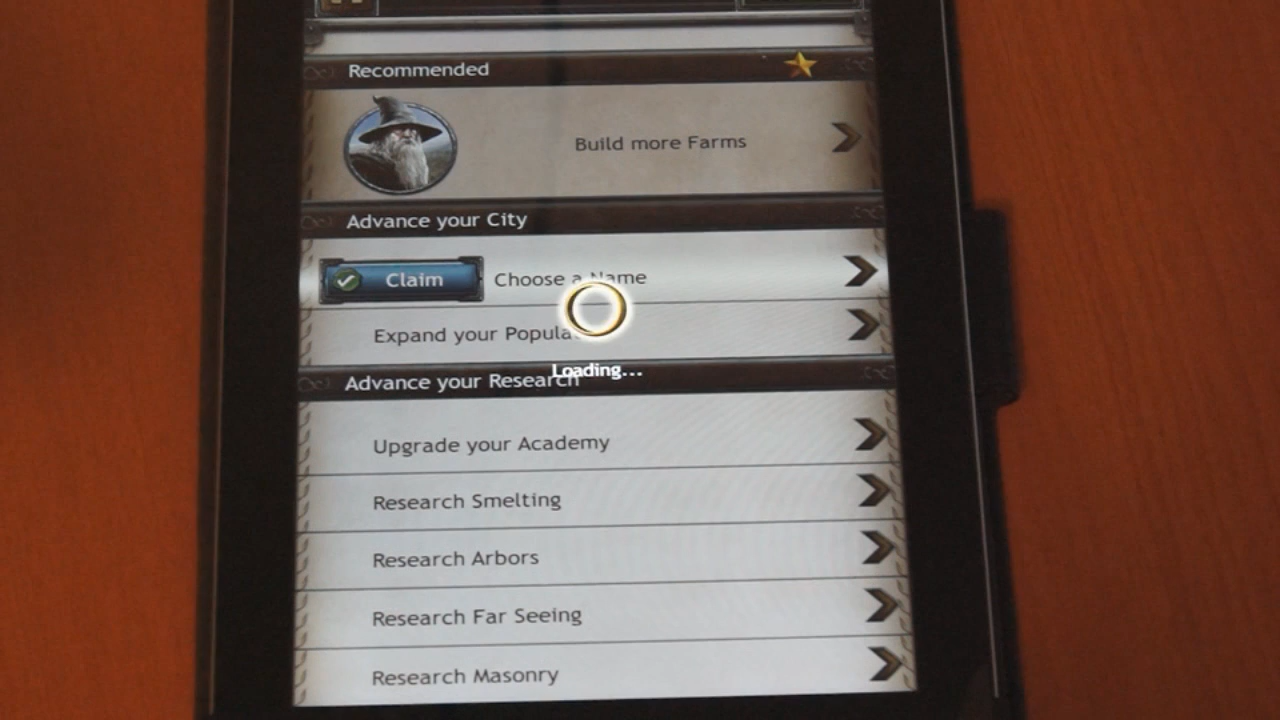 Recommended
Build more Farms
Advance your City
Claim
Choose a Name
Expand your Popula
Loading...
Advance your Research
Upgrade your Academy
Research Smelting
Research Arbors
Research Far Seeing
Research Masonry